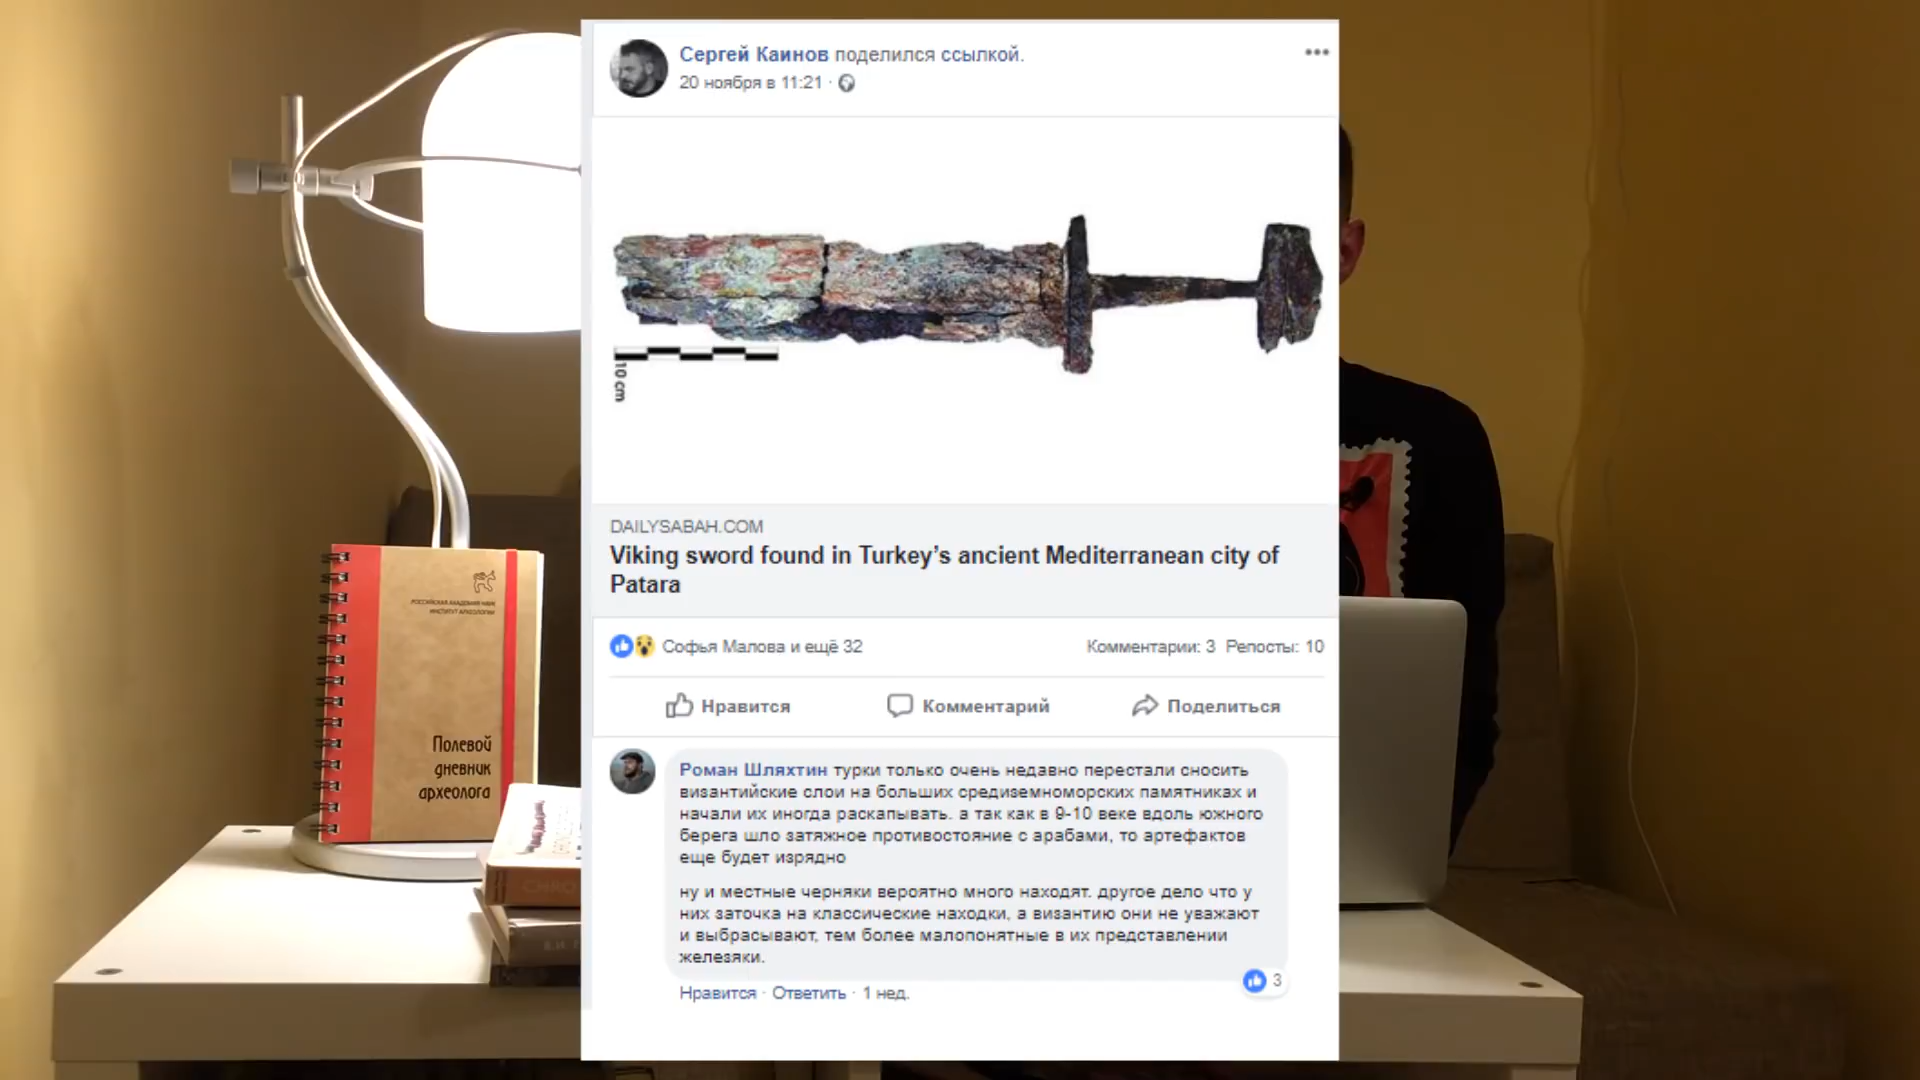 Сергей Каинов поделился ссылкой.
20 ноября в 11:21
10 cm
DAILYSABAH.COM
Viking sword found in Turkey’s ancient Mediterranean city of
Patara
Софья Малова и ещё 32
Комментарии: 3 Репосты: 10
Нравится
Комментарий
Поделиться
Роман Шляхтин турки только очень недавно перестали сносить
византийские слои на больших средиземноморских памятниках и
начали их иногда раскапывать. а так как в 9-10 веке вдоль южного
берега шло затяжное противостояние с арабами, то артефактов
еще будет изрядно
ну и местные черняки вероятно много находят. другое дело что у
них заточка на классические находки, а византию они не уважают
и выбрасывают, тем более малопонятные в их представлении
железяки.
3
Нравится · Ответить · 1 нед.
РОССИЙСКАЯ АКАДЕМИЯ НАУК
ИНСТИТУТ АРХЕОЛОГИИ
Полевой
дневник
археолога